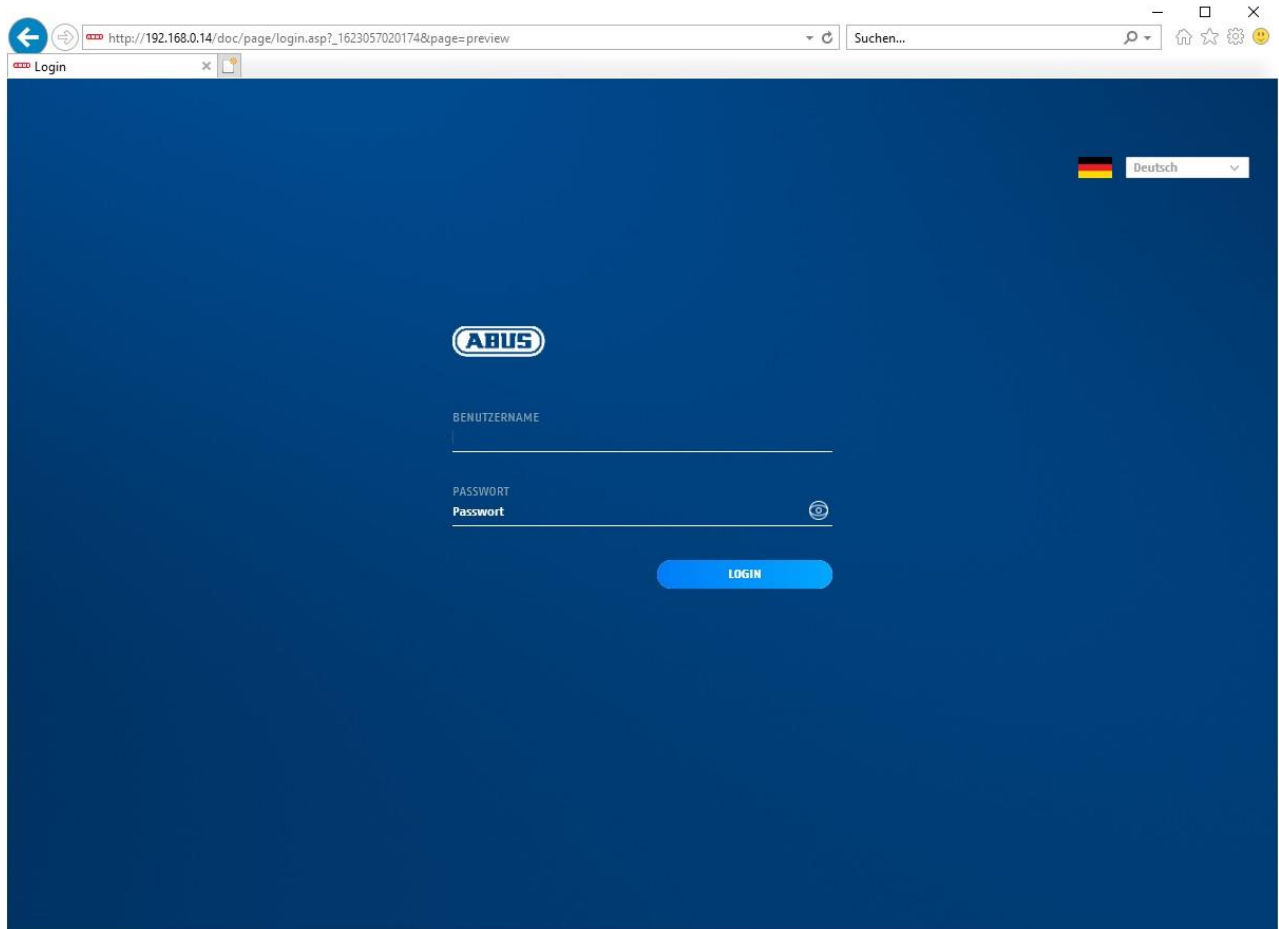 http://192.168.0.14/doc/page/login.asp?_1623057020174&page=preview
Suchen...
Login
Deutsch
ABUS
BENUTZERNAME
PASSWORT
Passwort
LOGIN